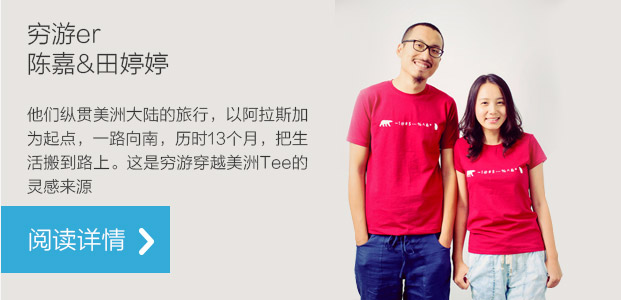 穷游er
陈嘉&田婷婷
他们纵贯美洲大陆的旅行，以阿拉斯加
为起点，一路向南，历时13个月，把生
活搬到路上。这是穷游穿越美洲Tee的
灵感来源
阅读详情